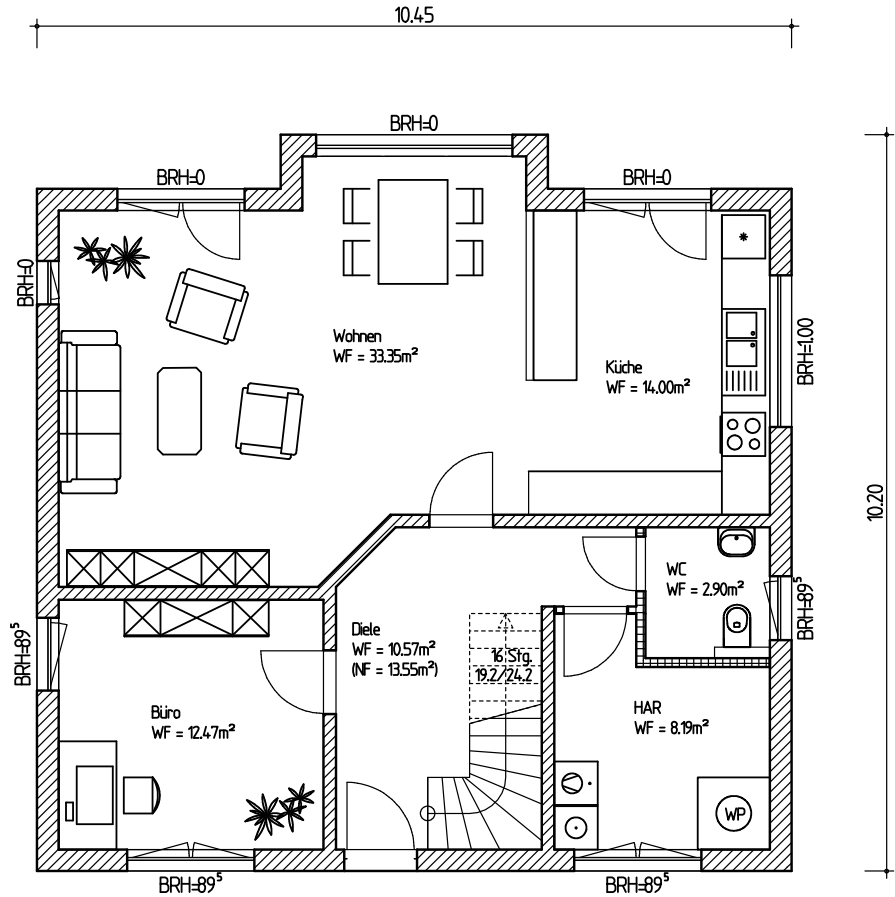 10.45
BRH=0
BRH=0
BRH=0
BRH=0
Wohnen
WF = 33.35m²
BRH=1.00
Küche
WF = 14.00m²
10.20
WC
WF = 2.90m²
BRH=89⁵
BRH=89⁵
Diele
WF = 10.57m²
(NF = 13.55m²)
16 Stg.
19.2/24.2
Büro
WF = 12.47m²
HAR
WF = 8.19m²
WP
BRH=89⁵
BRH=89⁵